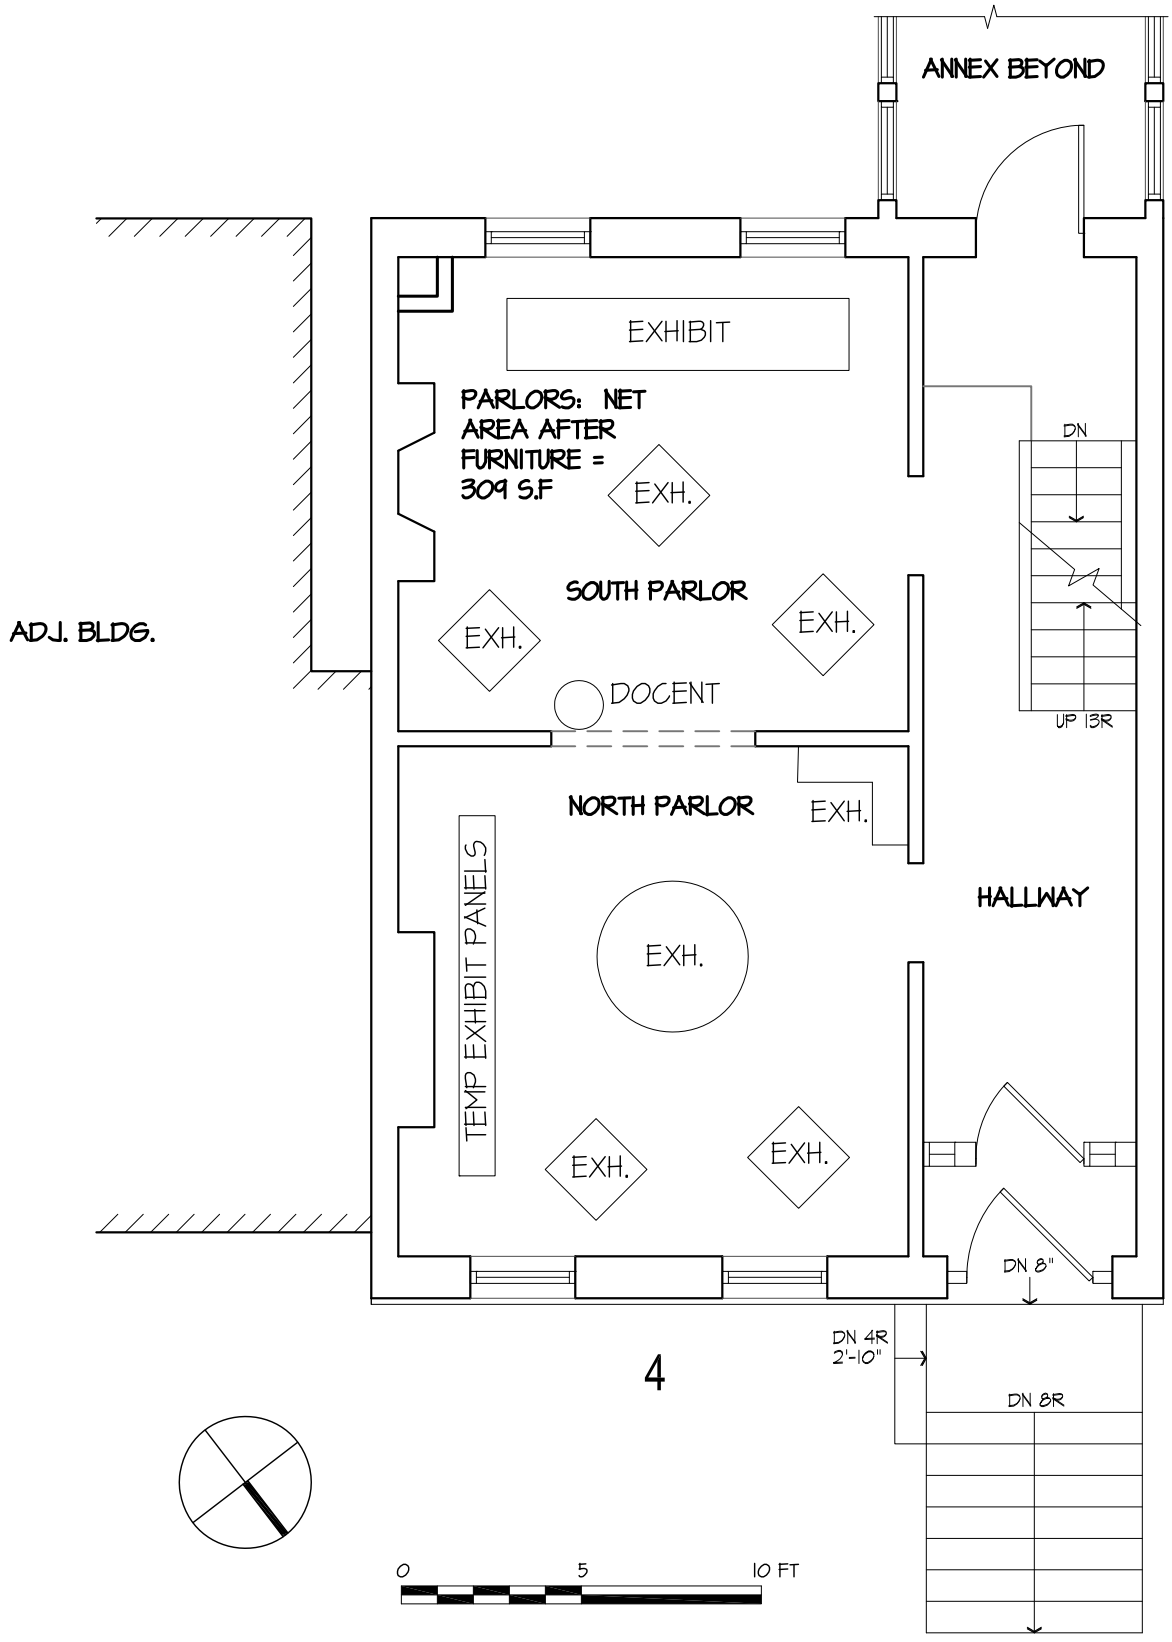 ANNEX BEYOND
EXHIBIT
PARLORS: NET
AREA AFTER
FURNITURE =
309 S.F
DN
EXH.
SOUTH PARLOR
EXH.
EXH.
ADJ. BLDG.
DOCENT
UP 13R
NORTH PARLOR
EXH.
TEMP EXHIBIT PANELS
HALLWAY
EXH.
EXH.
EXH.
DN 8"
DN 4R
2'-10"
4
DN 8R
0 5 10 FT